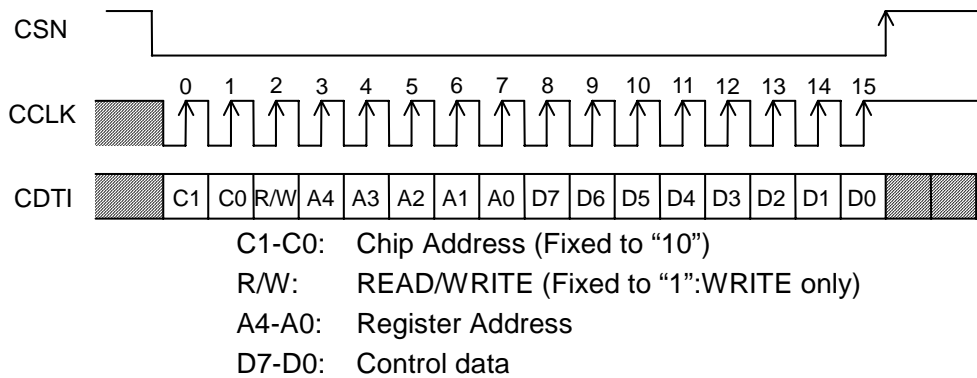 CSN
0 1 2 3 4 5 6 7 8 9 10 11 12 13 14 15
CCLK
CDTI C1 C0 R/W A4 A3 A2 A1 A0 D7 D6 D5 D4 D3 D2 D1 D0
C1-C0: Chip Address (Fixed to “10”)
R/W: READ/WRITE (Fixed to “1”:WRITE only)
A4-A0: Register Address
D7-D0: Control data